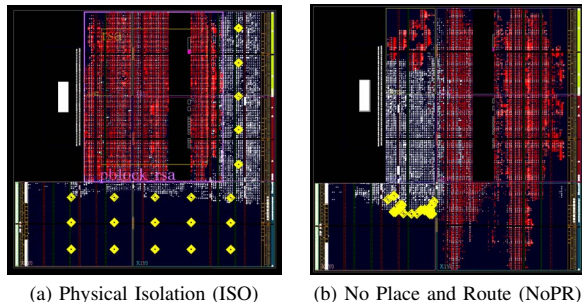 rsa
pblock_rsa
(a) Physical Isolation (ISO)
(b) No Place and Route (NoPR)